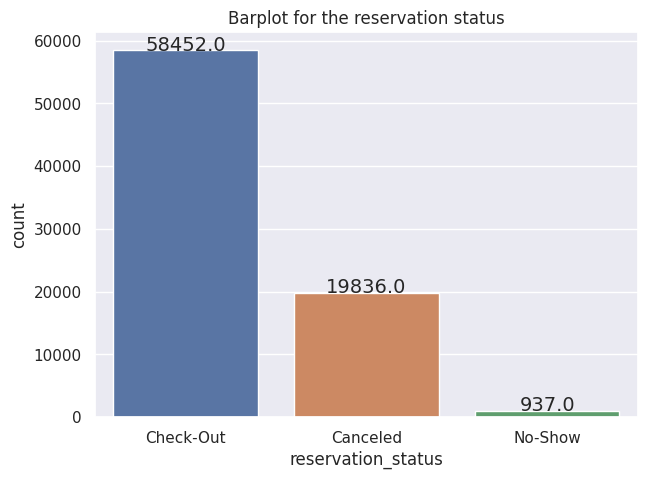 Barplot for the reservation status
60000
50000
40000
30000
20000
10000
0
count
58452.0
19836.0
937.0
Check-Out
Canceled
No-Show
reservation_status